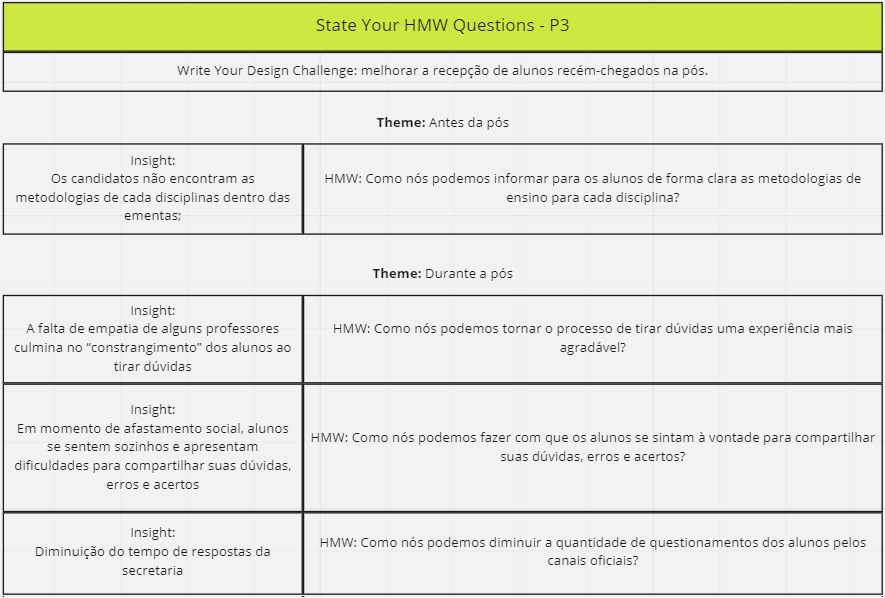 State Your HMW Questions - P3
Write Your Design Challenge: melhorar a recepção de alunos recém-chegados na pós.
Theme: Antes da pós
Insight:
Os candidatos não encontram as
metodologias de cada disciplinas dentro das
ementas;
HMW: Como nós podemos informar para os alunos de forma clara as metodologias de
ensino para cada disciplina?
Theme: Durante a pós
Insight:
A falta de empatia de alguns professores
culmina no “constrangimento” dos alunos ao
tirar dúvidas
HMW: Como nós podemos tornar o processo de tirar dúvidas uma experiência mais
agradável?
Insight:
Em momento de afastamento social, alunos
se sentem sozinhos e apresentam
dificuldades para compartilhar suas dúvidas,
erros e acertos
HMW: Como nós podemos fazer com que os alunos se sintam à vontade para compartilhar
suas dúvidas, erros e acertos?
Insight:
Diminuição do tempo de respostas da
secretaria
HMW: Como nós podemos diminuir a quantidade de questionamentos dos alunos pelos
canais oficiais?